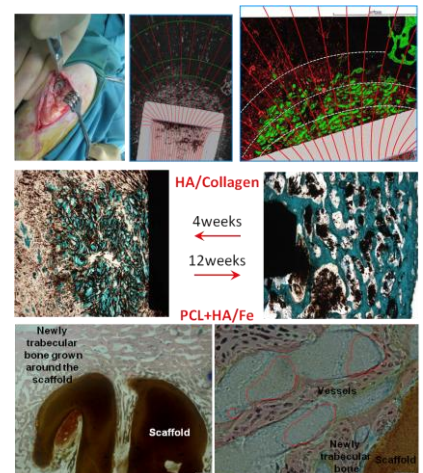 HA/Collagen
4weeks
12weeks
PCL+HA/Fe
Newly
trabecular
bone grown
around the
scaffold
Scaffold
Vessels
Newly
trabecular
bone
Scaffold